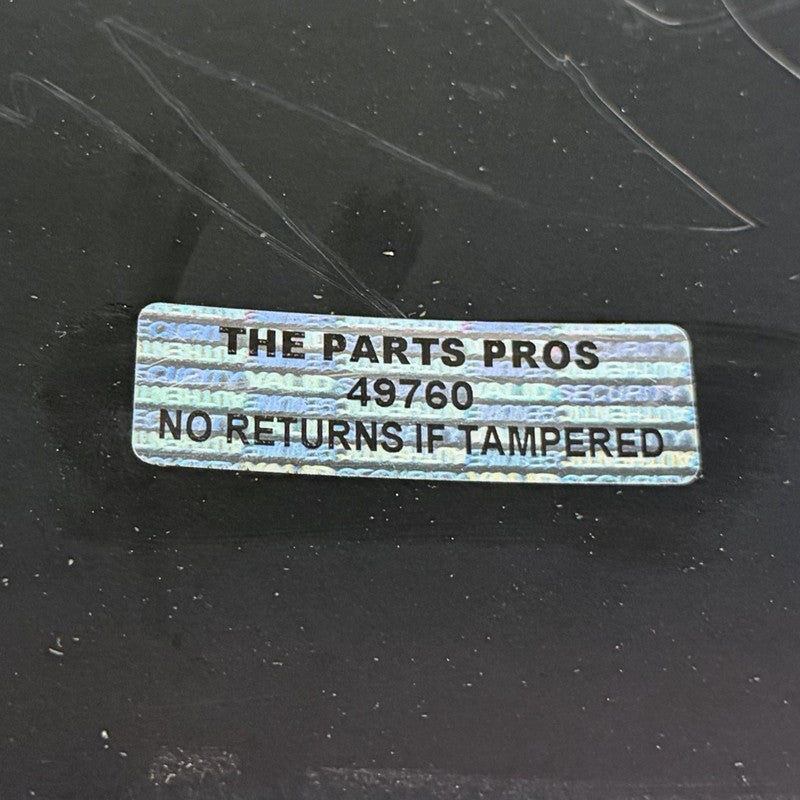 THE PARTS PROS
49760
NO RETURNS IF TAMPERED